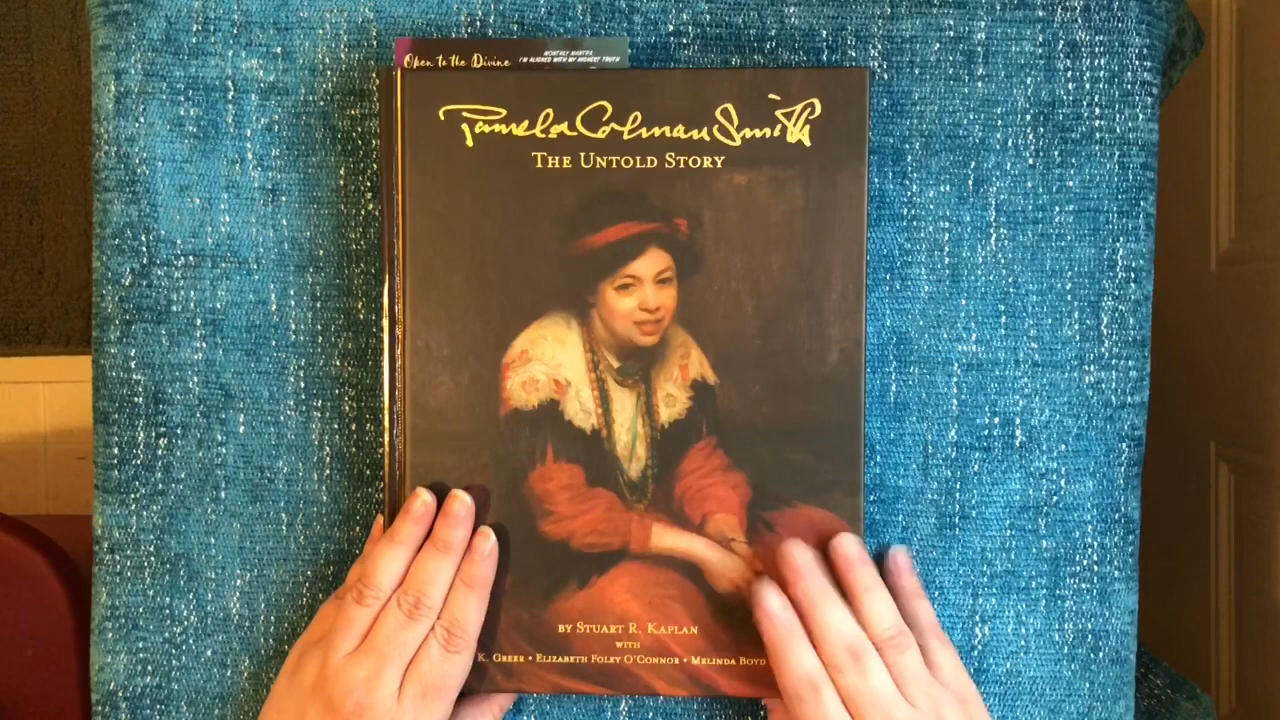 Open to the Divine
MONTHLY MANTRA:
I'M ALIGNED WITH MY HIGHEST TRUTH
Pamela Colman Smith
THE UNTOLD STORY
BY STUART R. KAPLAN
WITH
K. GREER • ELIZABETH FOLEY O'CONNOR • MELINDA BOYD